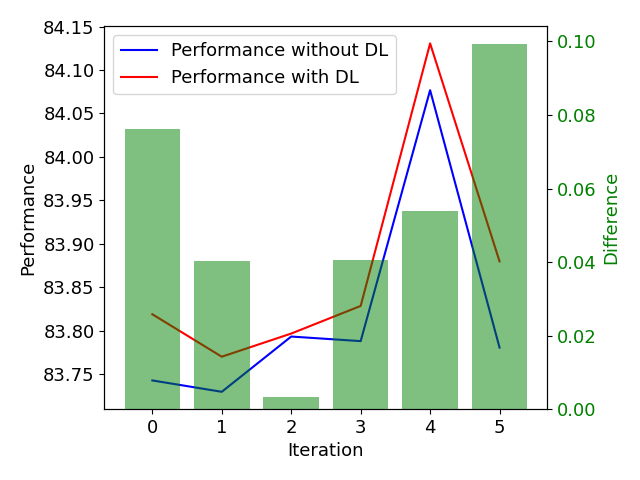 Performance without DL
Performance with DL
84.15
84.10
84.05
84.00
83.95
83.90
83.85
83.80
83.75
Performance
0.10
0.08
0.06
0.04
0.02
0.00
Difference
0 1 2 3 4 5
Iteration